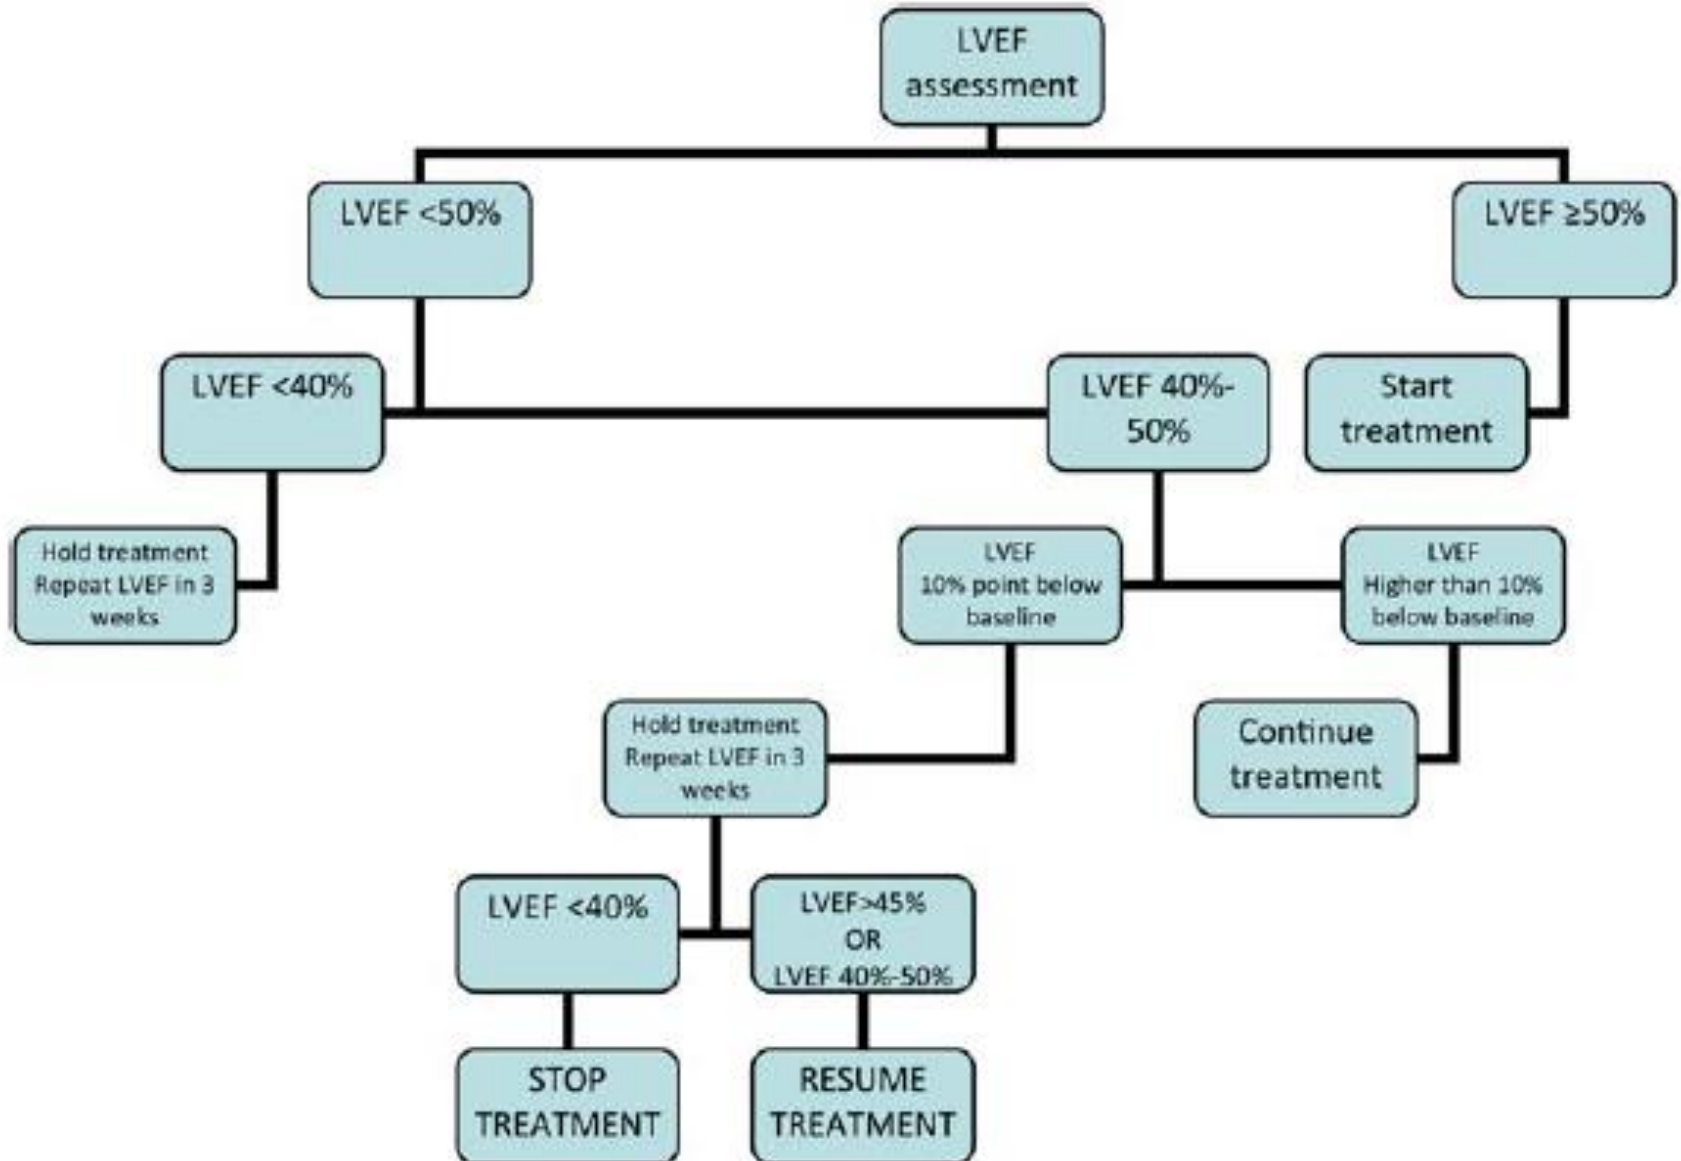 LVEF
assessment
LVEF <50%
LVEF ≥50%
LVEF <40%
LVEF 40%-
50%
Start
treatment
Hold treatment
Repeat LVEF in 3
weeks
LVEF
10% point below
baseline
LVEF
Higher than 10%
below baseline
Hold treatment
Repeat LVEF in 3
weeks
Continue
treatment
LVEF <40%
LVEF>45%
OR
LVEF 40%-50%
STOP
TREATMENT
RESUME
TREATMENT